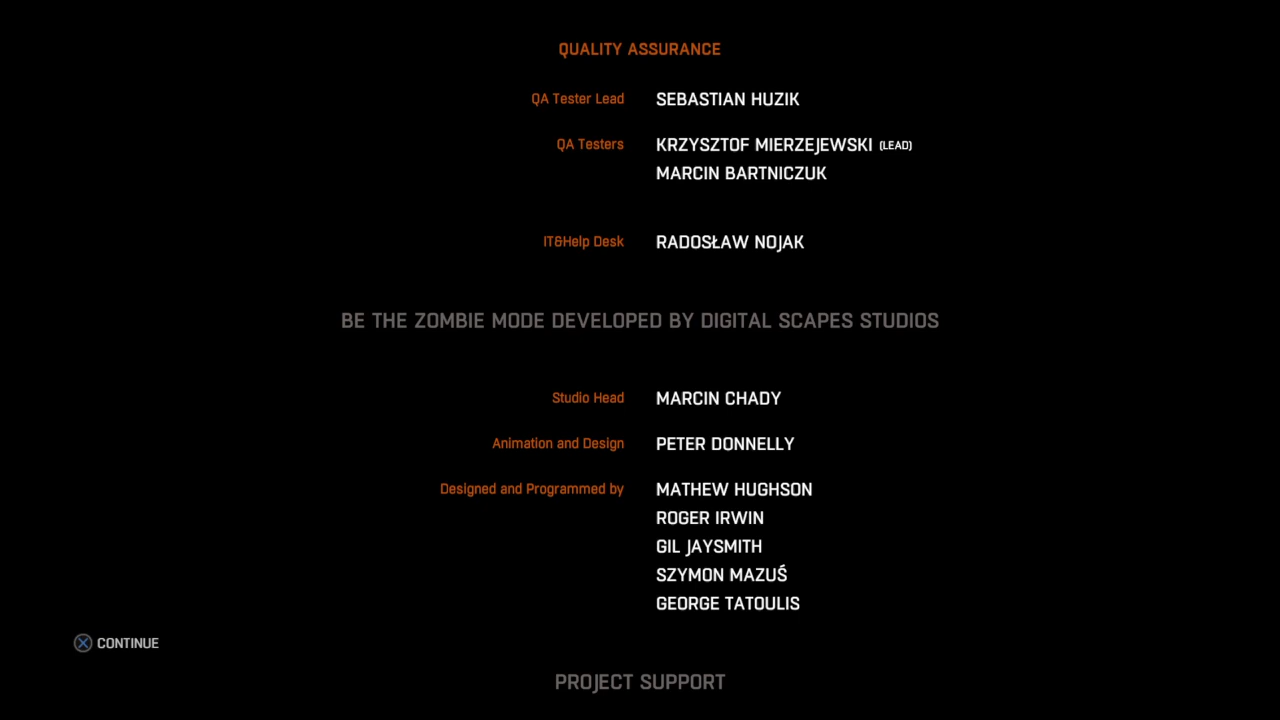 QUALITY ASSURANCE
QA Tester Lead SEBASTIAN HUZIK
QA Testers KRZYSZTOF MIERZEJEWSKI (LEAD)
MARCIN BARTNICZUK
IT&Help Desk RADOSŁAW NOJAK
BE THE ZOMBIE MODE DEVELOPED BY DIGITAL SCAPES STUDIOS
Studio Head MARCIN CHADY
Animation and Design PETER DONNELLY
Designed and Programmed by MATHEW HUGHSON
ROGER IRWIN
GIL JAYSMITH
SZYMON MAZUŚ
GEORGE TATOULIS
CONTINUE
PROJECT SUPPORT